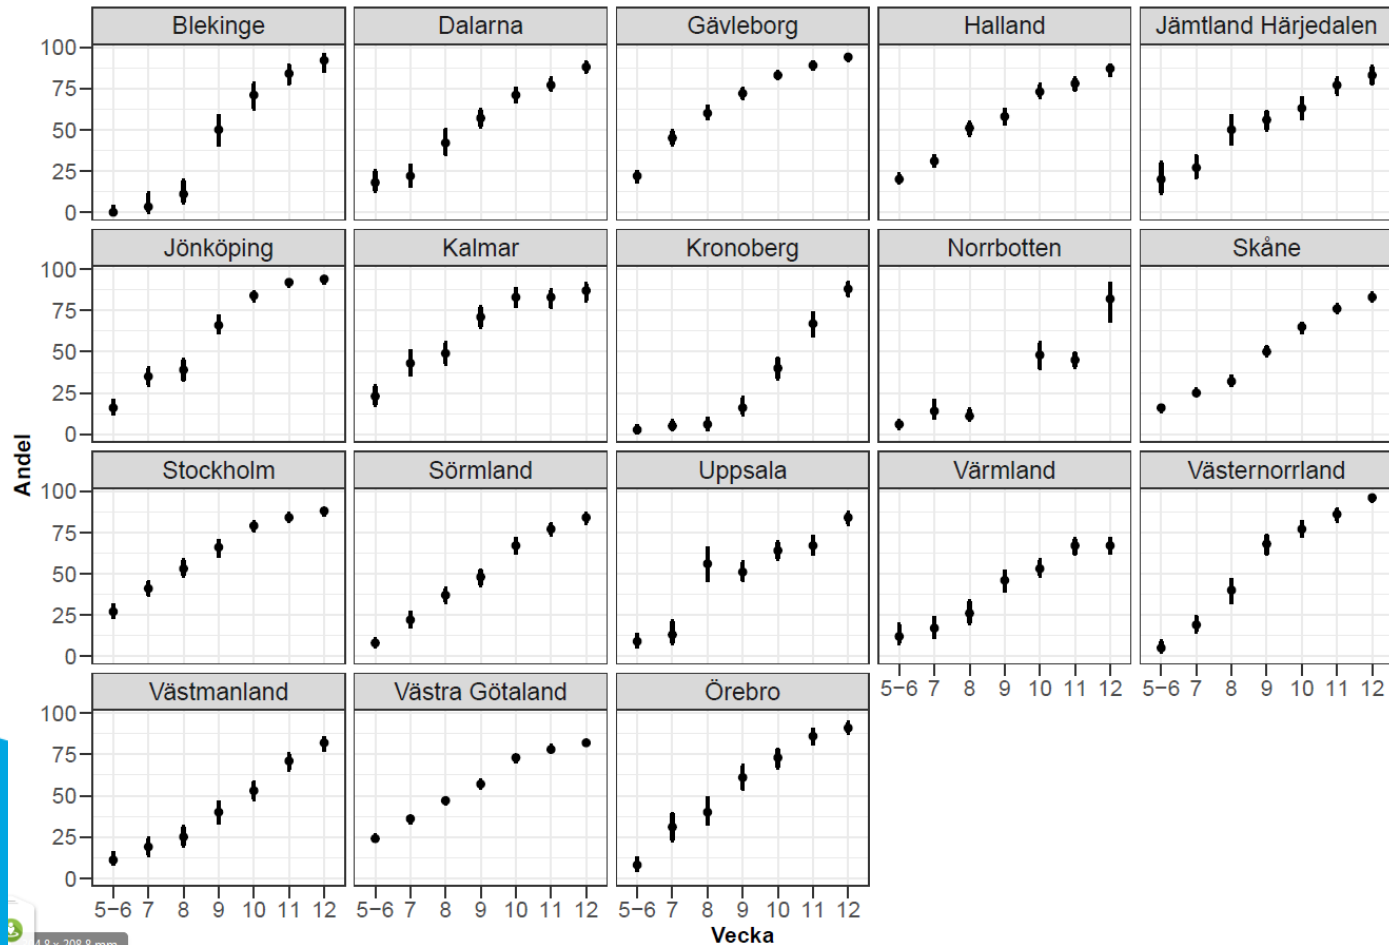 Blekinge Dalarna Gävleborg Halland Jämtland Härjedalen
100
75
50
25
0
Jönköping Kalmar Kronoberg Norrbotten Skåne
100
75
50
25
0
Andel
Stockholm Sörmland Uppsala Värmland Västernorrland
100
75
50
25
0
5−6 7 8 9 10 11 12 5−6 7 8 9 10 11 12
Västmanland Västra Götaland Örebro
100
75
50
25
0
5−6 7 8 9 10 11 12 5−6 7 8 9 10 11 12 5−6 7 8 9 10 11 12
Vecka